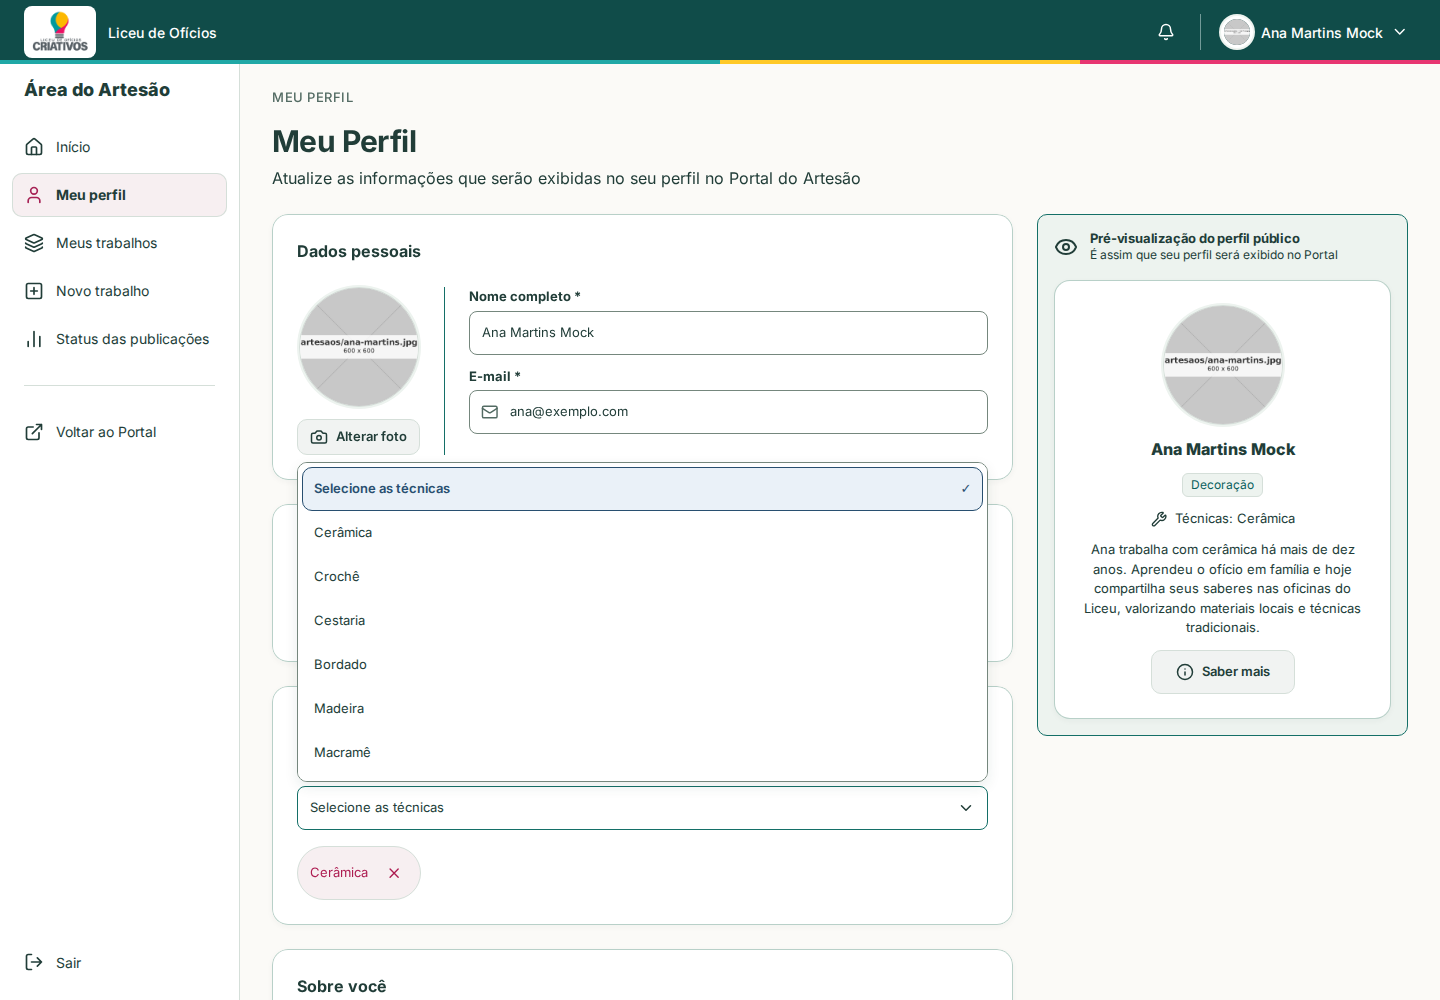 LICEU DE OFÍCIOS
CRIATIVOS
Liceu de Ofícios
Ana Martins Mock
Área do Artesão
Início
Meu perfil
Meus trabalhos
Novo trabalho
Status das publicações
Voltar ao Portal
Sair
MEU PERFIL
Meu Perfil
Atualize as informações que serão exibidas no seu perfil no Portal do Artesão
Dados pessoais
artesaos/ana-martins.jpg
600 x 600
Alterar foto
Nome completo *
Ana Martins Mock
E-mail *
ana@exemplo.com
Selecione as técnicas ✓
Cerâmica
Crochê
Cestaria
Bordado
Madeira
Macramê
Selecione as técnicas
Cerâmica
Sobre você
Pré-visualização do perfil público
É assim que seu perfil será exibido no Portal
artesaos/ana-martins.jpg
600 x 600
Ana Martins Mock
Decoração
Técnicas: Cerâmica
Ana trabalha com cerâmica há mais de dez
anos. Aprendeu o ofício em família e hoje
compartilha seus saberes nas oficinas do
Liceu, valorizando materiais locais e técnicas
tradicionais.
Saber mais